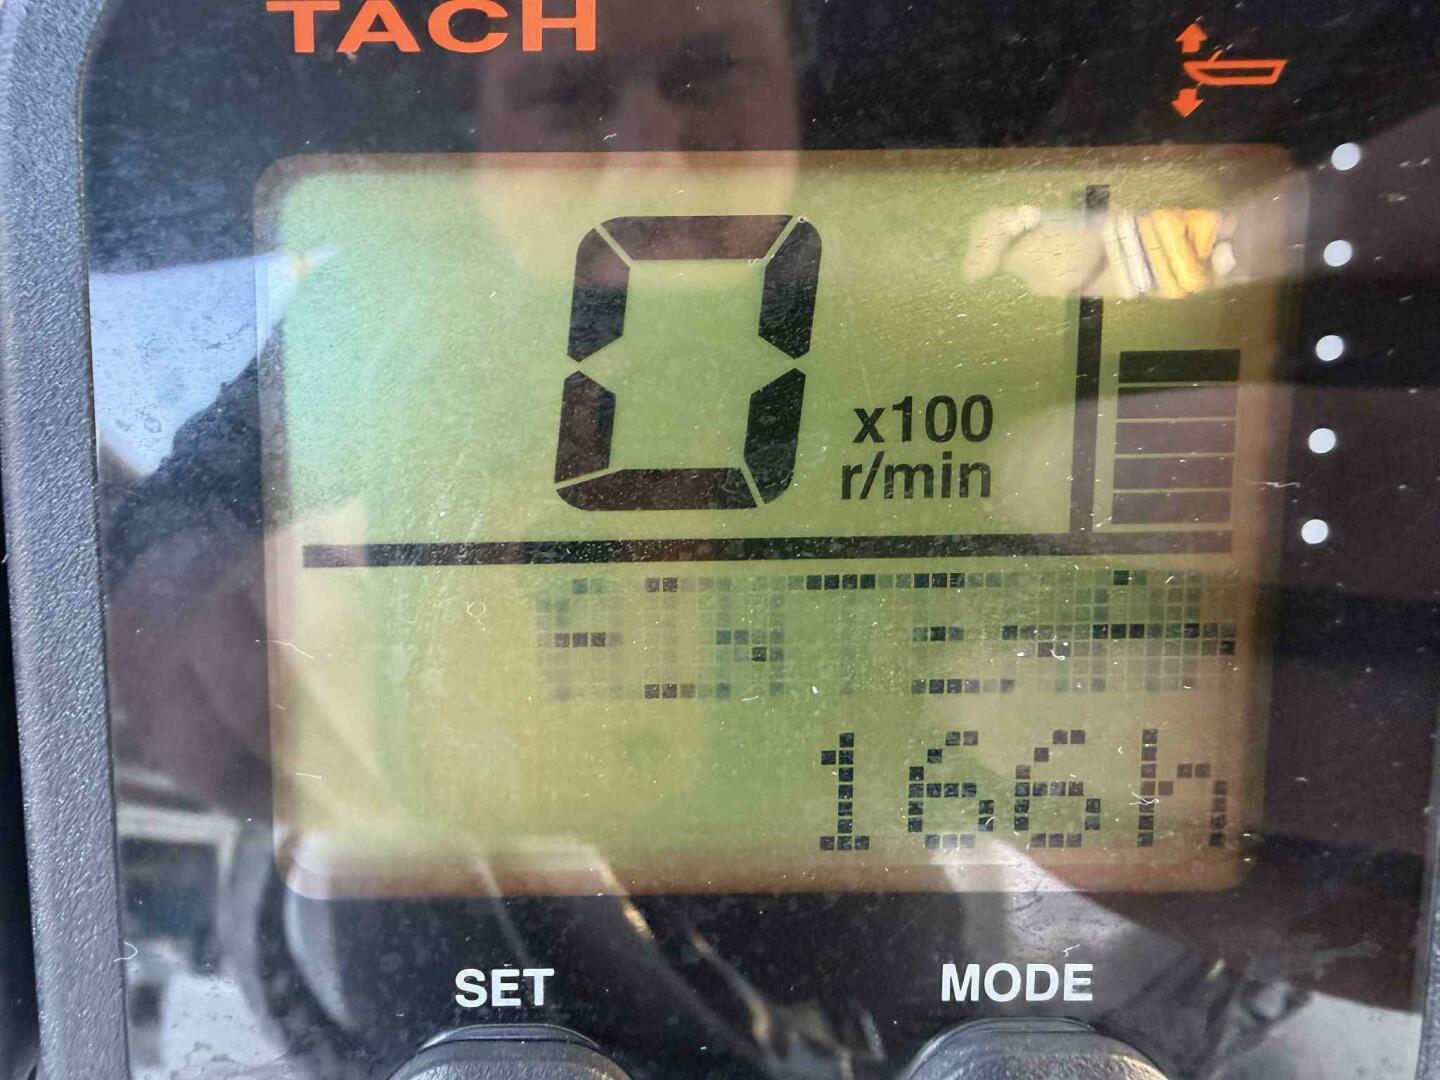 TACH
0
x100
r/min
166h
SET
MODE